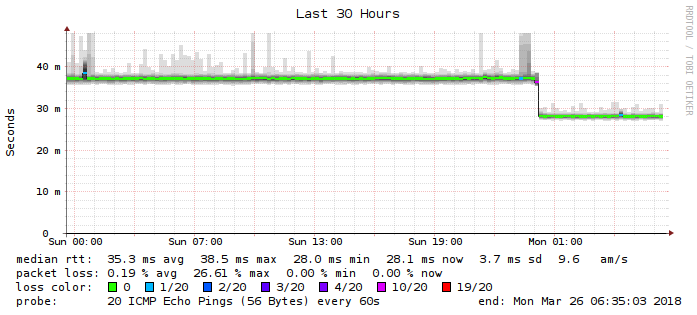 Last 30 Hours
RRDTOOL / TOBI OETIKER
Seconds
40 m
30 m
20 m
10 m
0
Sun 00:00 Sun 07:00 Sun 13:00 Sun 19:00 Mon 01:00
median rtt: 35.3 ms avg 38.5 ms max 28.0 ms min 28.1 ms now 3.7 ms sd 9.6 am/s
packet loss: 0.19 % avg 26.61 % max 0.00 % min 0.00 % now
loss color: 0 1/20 2/20 3/20 4/20 10/20 19/20
probe: 20 ICMP Echo Pings (56 Bytes) every 60s end: Mon Mar 26 06:35:03 2018